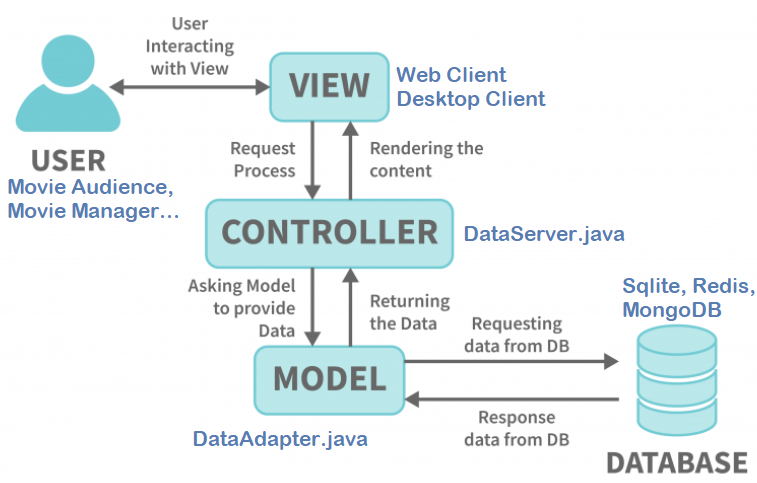 User
Interacting
with View
VIEW
Web Client
Desktop Client
USER
Movie Audience,
Movie Manager…
Request
Process
Rendering the
content
CONTROLLER
DataServer.java
Asking Model
to provide
Data
Returning
the Data
Sqlite, Redis,
MongoDB
Requesting
data from DB
MODEL
DataAdapter.java
Response
data from DB
DATABASE